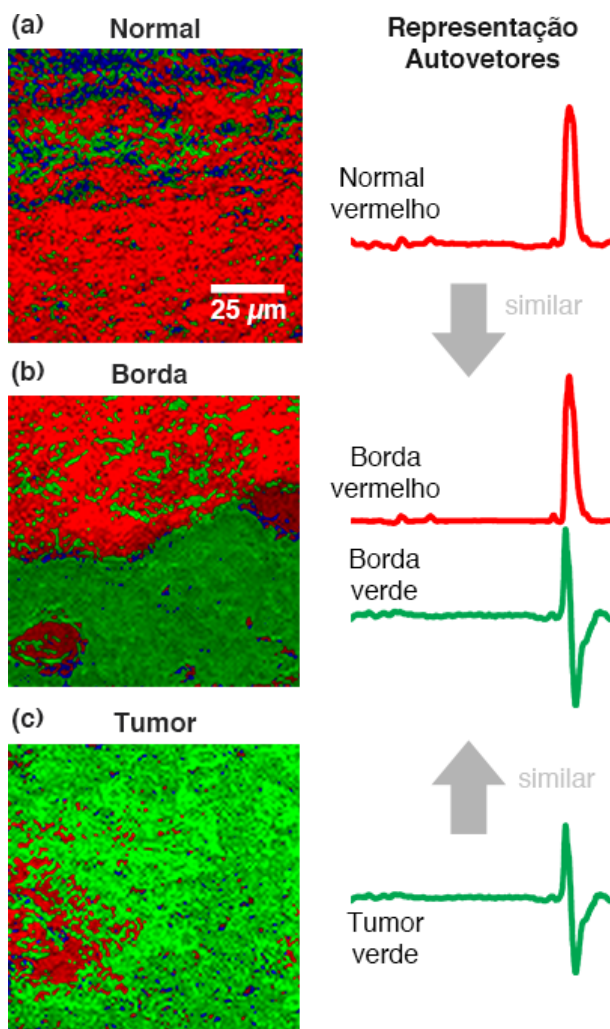 (a) Normal
25 μm
Representação
Autovetores
Normal
vermelho
similar
(b) Borda
Borda
vermelho
Borda
verde
(c) Tumor
similar
Tumor
verde